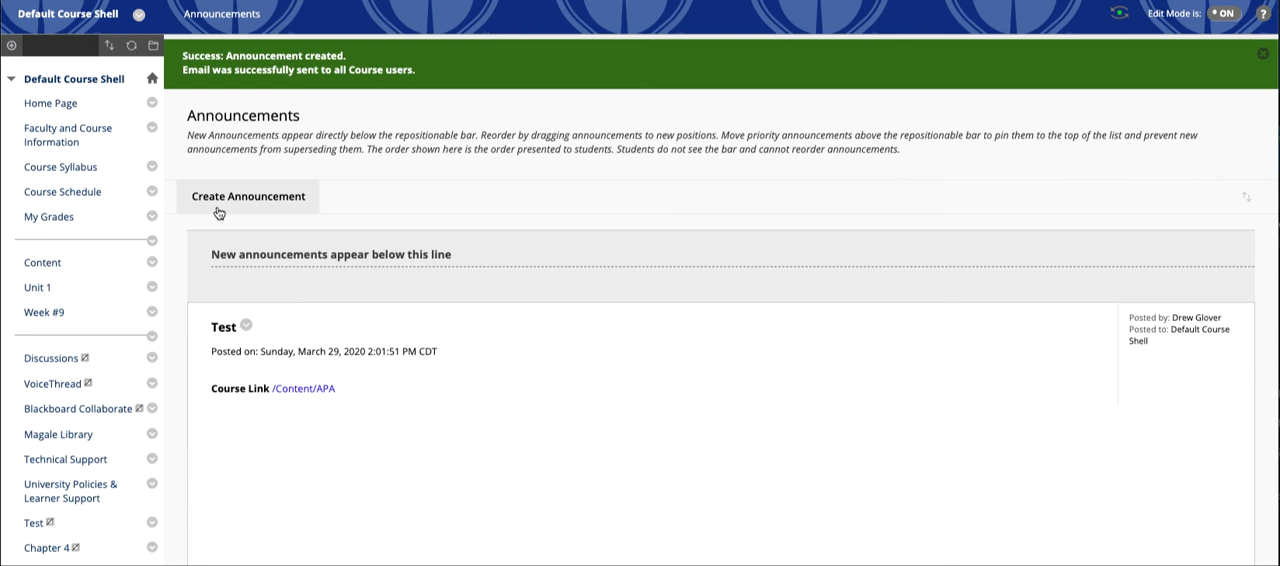 Default Course Shell
Announcements
Edit Mode is:
ON
?
Success: Announcement created.
Email was successfully sent to all Course users.
Default Course Shell
Home Page
Faculty and Course
Information
Course Syllabus
Course Schedule
My Grades
Content
Unit 1
Week #9
Discussions
VoiceThread
Blackboard Collaborate
Magale Library
Technical Support
University Policies &
Learner Support
Test
Chapter 4
Announcements
New Announcements appear directly below the repositionable bar. Reorder by dragging announcements to new positions. Move priority announcements above the repositionable bar to pin them to the top of the list and prevent new
announcements from superseding them. The order shown here is the order presented to students. Students do not see the bar and cannot reorder announcements.
Create Announcement
New announcements appear below this line
Test
Posted on: Sunday, March 29, 2020 2:01:51 PM CDT
Course Link /Content/APA
Posted by: Drew Glover
Posted to: Default Course
Shell